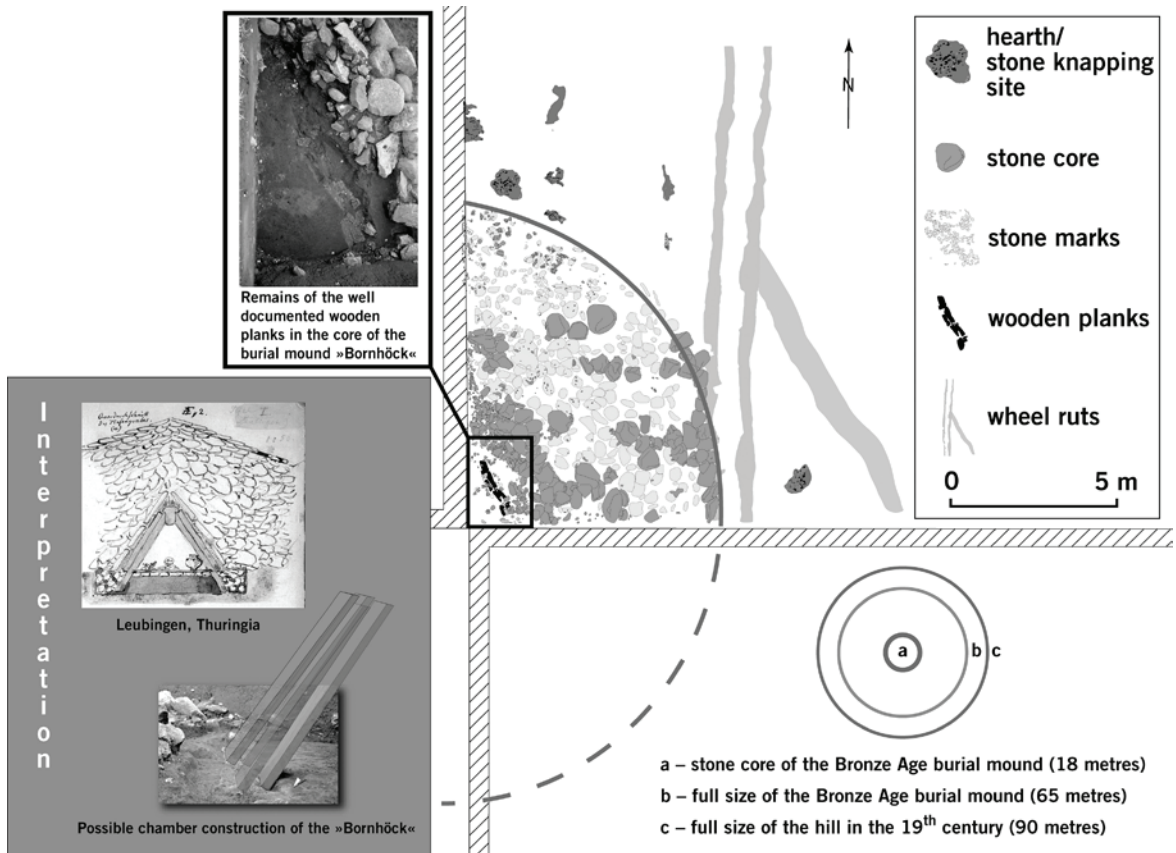 Remains of the well
documented wooden
planks in the core of the
burial mound »Bornhöck«
N
hearth/
stone knapping
site
stone core
stone marks
wooden planks
wheel ruts
0 5 m
Interpretation
Æ, 2.
Leubingen, Thuringia
Possible chamber construction of the »Bornhöck«
a b c
a – stone core of the Bronze Age burial mound (18 metres)
b – full size of the Bronze Age burial mound (65 metres)
c – full size of the hill in the 19th century (90 metres)